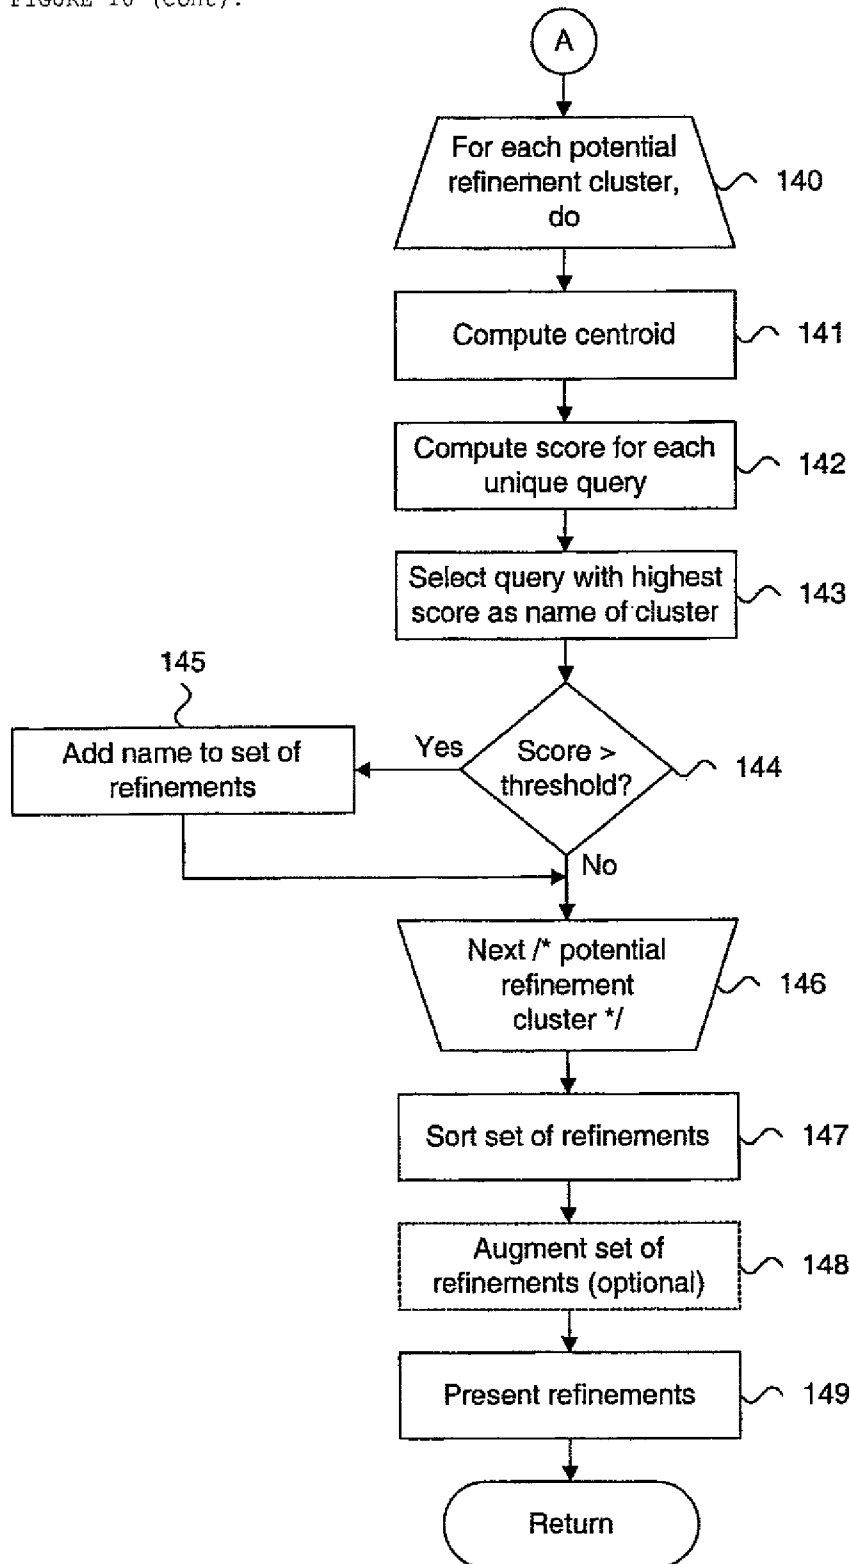 FIGURE 10 (Cont).
A
For each potential
refinement cluster,
do
140
Compute centroid
141
Compute score for each
unique query
142
Select query with highest
score as name of cluster
143
145
Add name to set of
refinements
Yes
Score >
threshold?
144
No
Next /* potential
refinement
cluster */
146
Sort set of refinements
147
Augment set of
refinements (optional)
148
Present refinements
149
Return